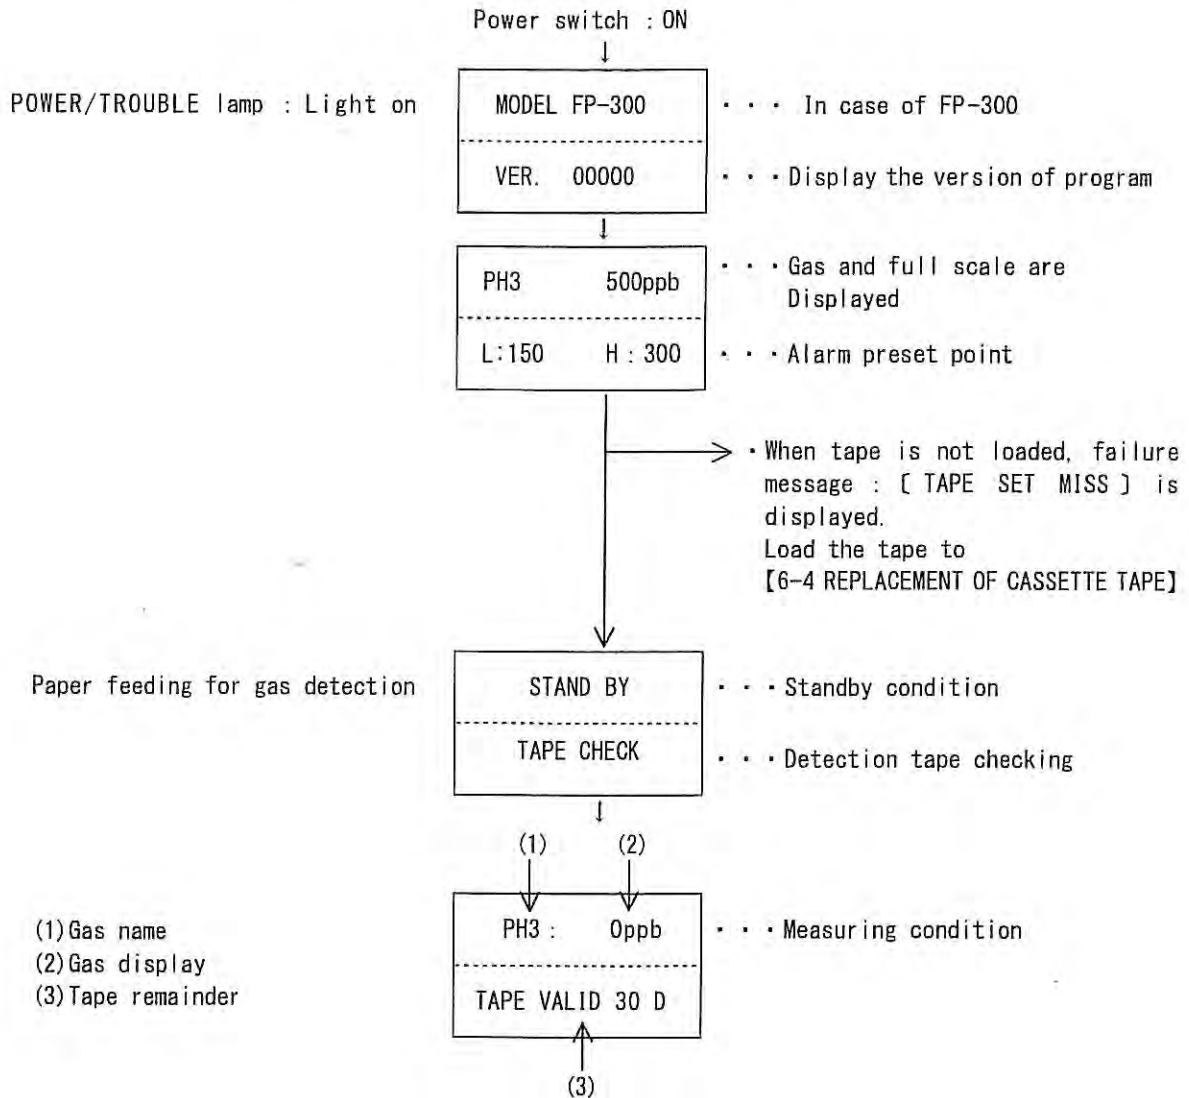 Power switch : ON
↓
POWER/TROUBLE lamp : Light on
MODEL FP-300
・・・ In case of FP-300
VER. 00000
・・・Display the version of program
↓
PH3 500ppb
・・・Gas and full scale are
Displayed
L:150 H : 300
・・・Alarm preset point
・When tape is not loaded, failure
message : 〔 TAPE SET MISS 〕 is
displayed.
Load the tape to
【6-4 REPLACEMENT OF CASSETTE TAPE】
Paper feeding for gas detection
STAND BY
・・・Standby condition
TAPE CHECK
・・・Detection tape checking
↓
(1) (2)
(1)Gas name
(2)Gas display
(3)Tape remainder
PH3 : 0ppb
・・・Measuring condition
TAPE VALID 30 D
(3)